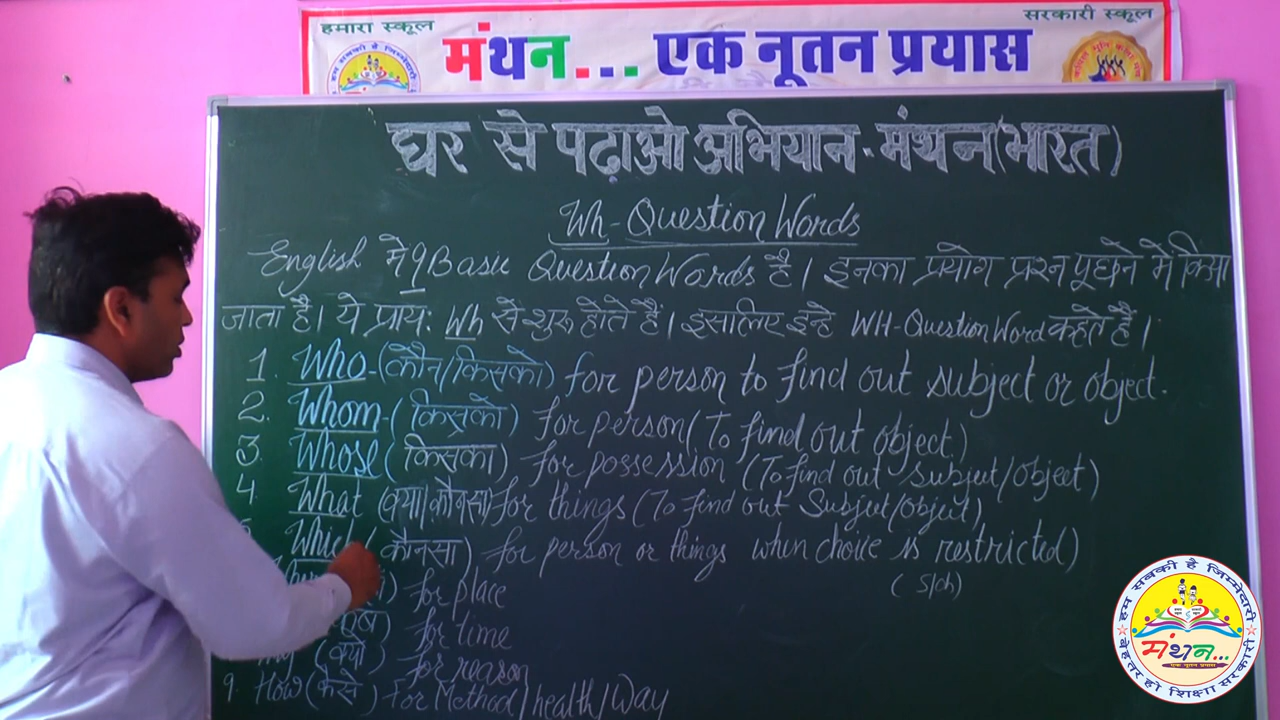 हमारा स्कूल
सरकारी स्कूल
मंथन... एक नूतन प्रयास
घर से पढाओ अभियान - मंथन (भारत)
Wh-Question Words
English मे 9 Basic Question Words है। इनका प्रयोग प्रश्न पूछने मे किया
जाता है। ये प्राय: Wh से शुरू होते हैं। इसलिए इन्हे WH-Question Word कहते है।
1. Who-(कौन/किसको) for person to find out subject or object.
2. Whom-(किसको) for person (To find out object)
3. Whose (किसका) for possession (To find out subject/object)
4. What (क्या/कौनसा) for things (To find out Subject/Object)
Which (कौनसा) for person or things when choice is restricted)
(S/ch)
for place
for time
(क्यो) for reason
9. How (कैसे) For Method/health/Way
हम सबकी है जिम्मेदारी
मंथन...
एक नूतन प्रयास
बेहतर हो शिक्षा सरकारी